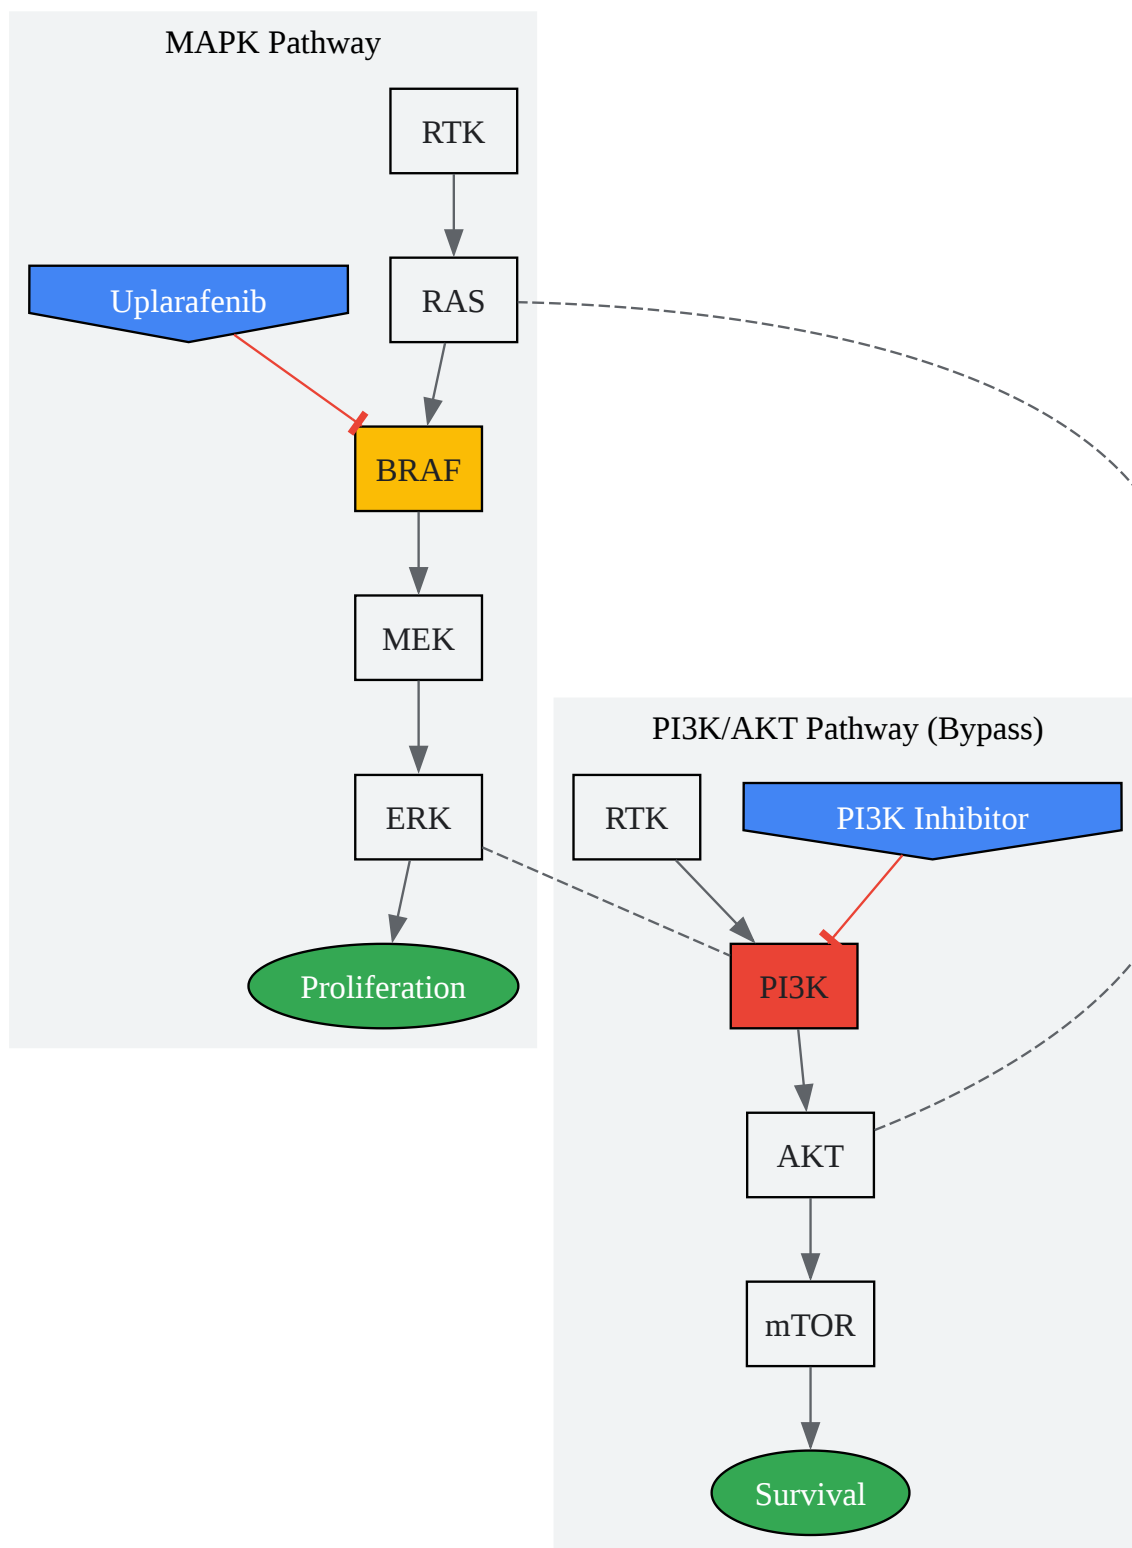 MAPK Pathway
RTK
Uplarafenib
RAS
BRAF
MEK
ERK
Proliferation
PI3K/AKT Pathway (Bypass)
RTK
PI3K Inhibitor
PI3K
AKT
mTOR
Survival